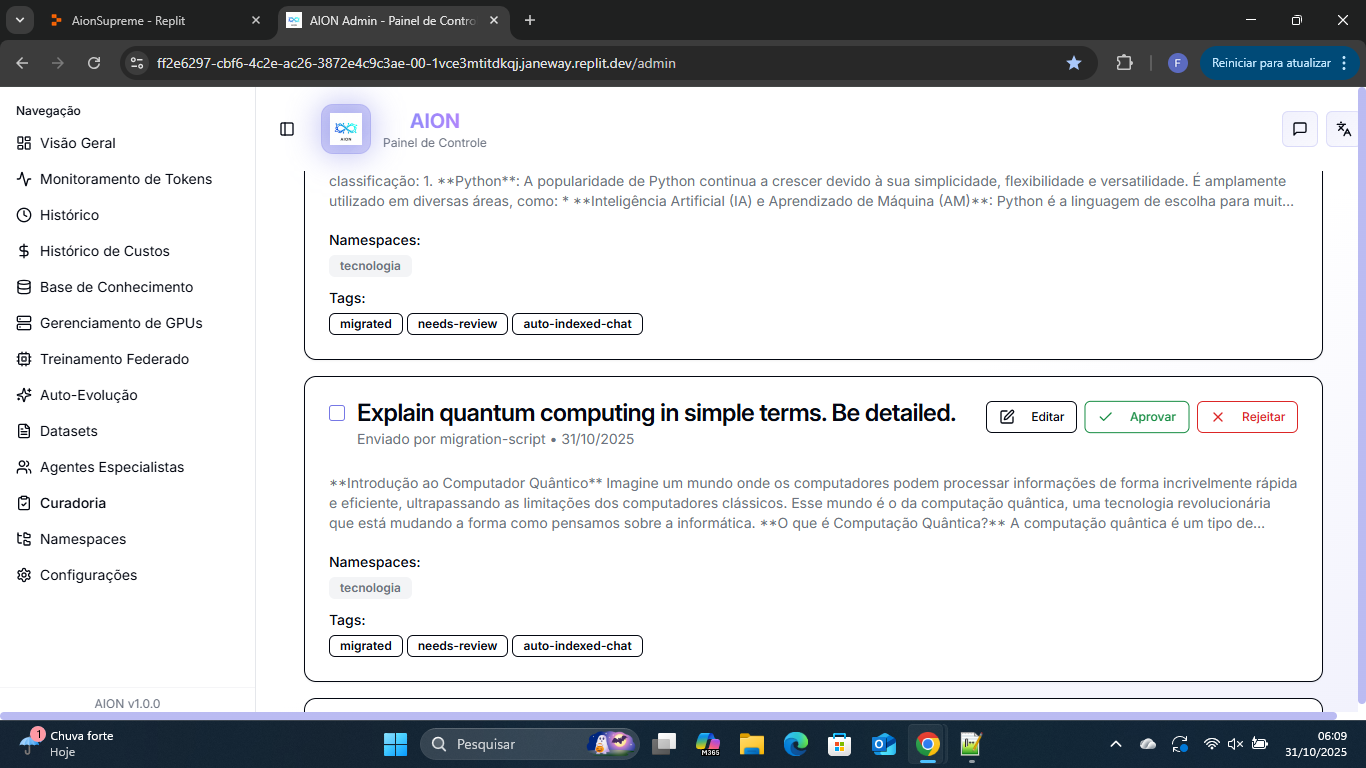 AionSupreme - Replit
AION Admin - Painel de Contro
ff2e6297-cbf6-4c2e-ac26-3872e4c9c3ae-00-1vce3mtitdkqj.janeway.replit.dev/admin
F
Reiniciar para atualizar
Navegação
Visão Geral
Monitoramento de Tokens
Histórico
Histórico de Custos
Base de Conhecimento
Gerenciamento de GPUs
Treinamento Federado
Auto-Evolução
Datasets
Agentes Especialistas
Curadoria
Namespaces
Configurações
AION v1.0.0
AION
AION
Painel de Controle
classificação: 1. **Python**: A popularidade de Python continua a crescer devido à sua simplicidade, flexibilidade e versatilidade. É amplamente
utilizado em diversas áreas, como: * **Inteligência Artificial (IA) e Aprendizado de Máquina (AM)**: Python é a linguagem de escolha para muit...
Namespaces:
tecnologia
Tags:
migrated needs-review auto-indexed-chat
Explain quantum computing in simple terms. Be detailed.
Editar Aprovar Rejeitar
Enviado por migration-script • 31/10/2025
**Introdução ao Computador Quântico** Imagine um mundo onde os computadores podem processar informações de forma incrivelmente rápida
e eficiente, ultrapassando as limitações dos computadores clássicos. Esse mundo é o da computação quântica, uma tecnologia revolucionária
que está mudando a forma como pensamos sobre a informática. **O que é Computação Quântica?** A computação quântica é um tipo de...
Namespaces:
tecnologia
Tags:
migrated needs-review auto-indexed-chat
1
Chuva forte
Hoje
Pesquisar
M365
06:09
31/10/2025